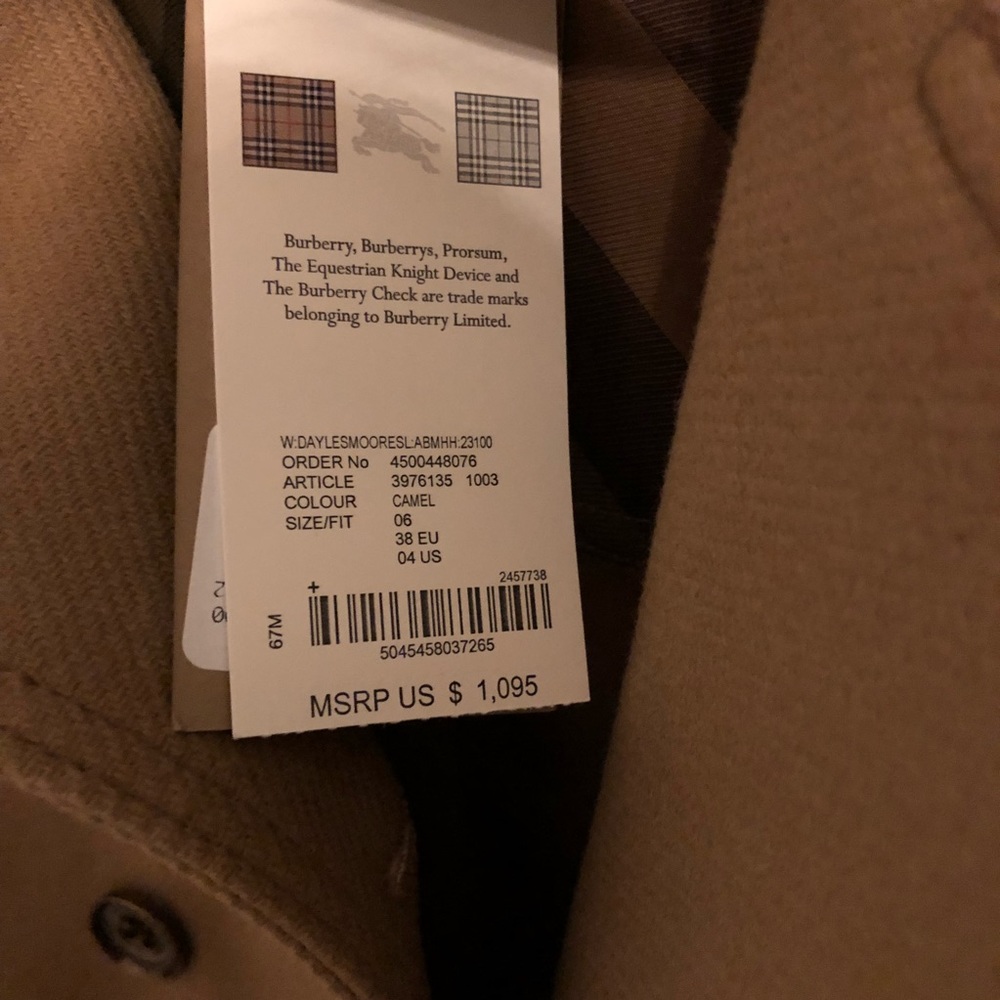 Burberry, Burberrys, Prorsum,
The Equestrian Knight Device and
The Burberry Check are trade marks
belonging to Burberry Limited.
W:DAYLESMOORESL:ABMHH:23100
ORDER No 4500448076
ARTICLE 3976135 1003
COLOUR CAMEL
SIZE/FIT 06
38 EU
04 US
+ 2457738
67M
5045458037265
MSRP US $ 1,095